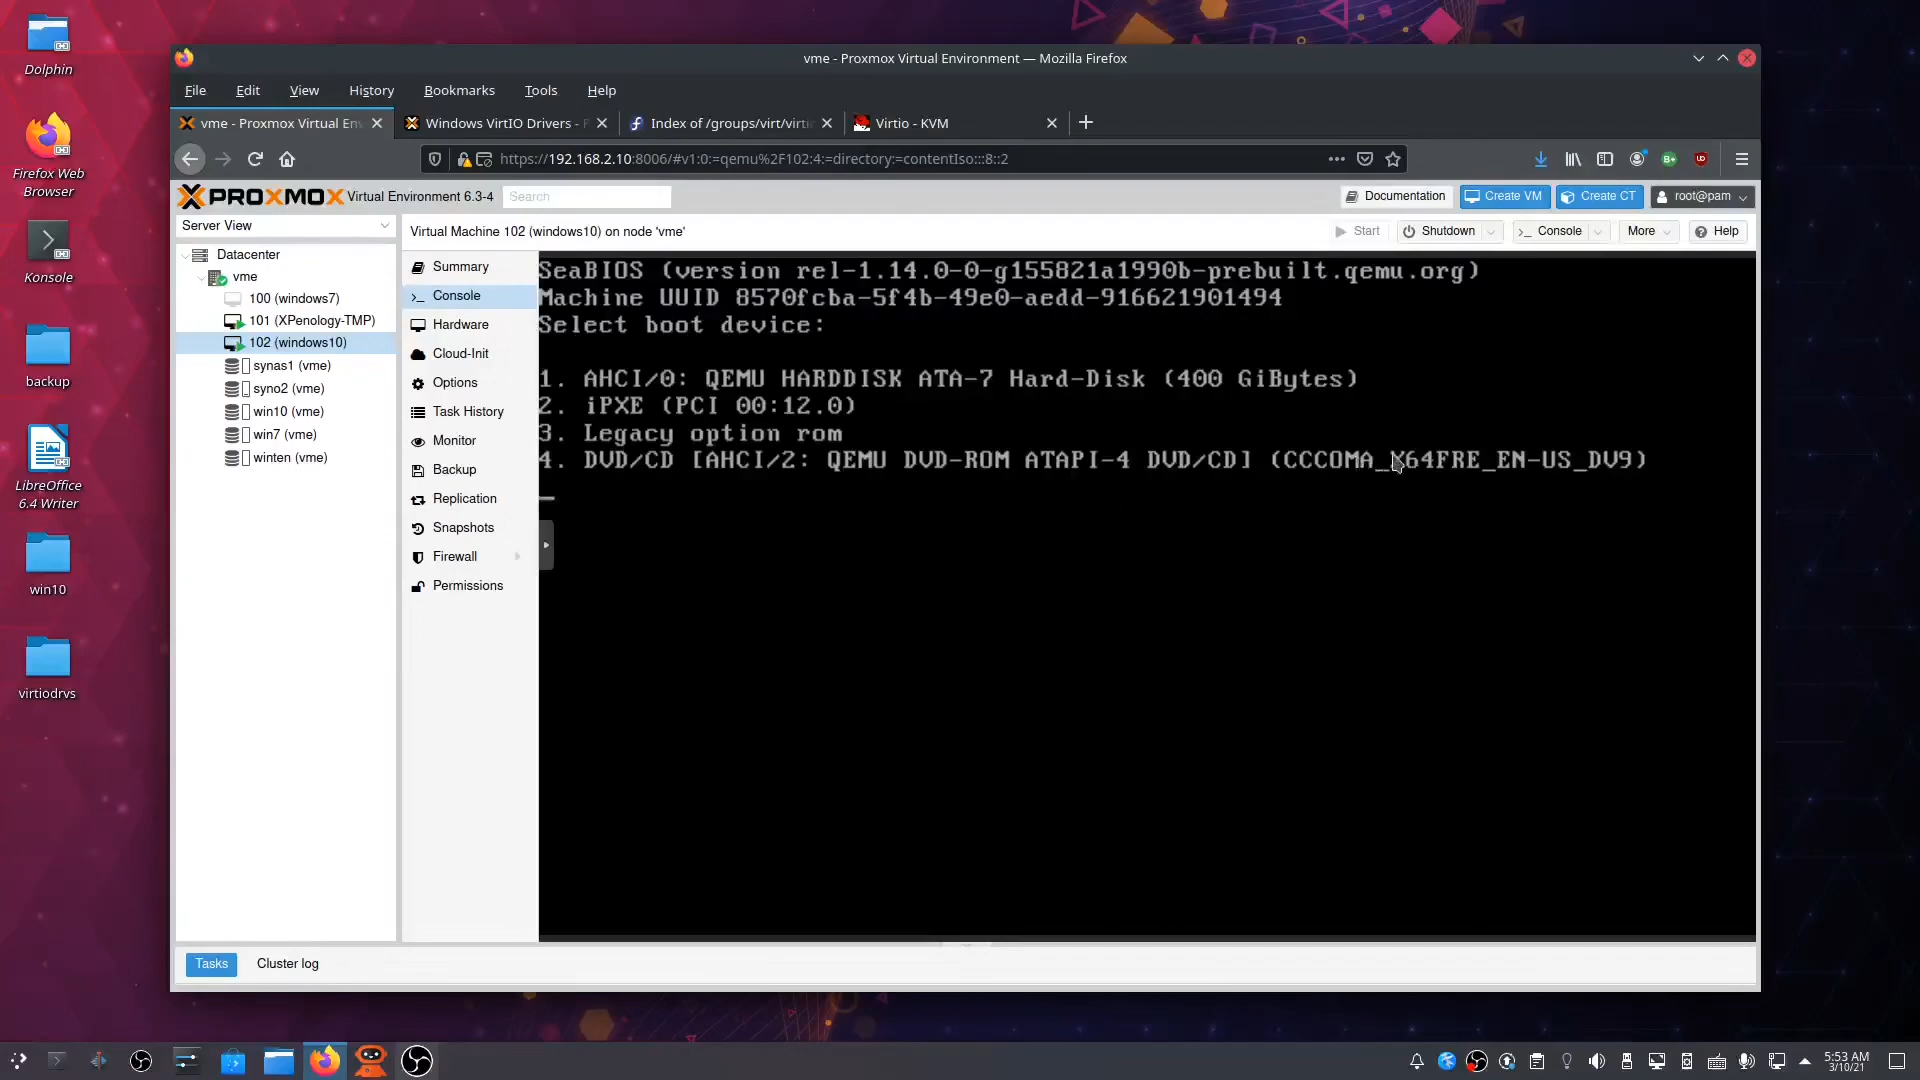 Dolphin
Firefox Web
Browser
Konsole
backup
LibreOffice
6.4 Writer
win10
virtiodrvs
vme - Proxmox Virtual Environment — Mozilla Firefox
File Edit View History Bookmarks Tools Help
vme - Proxmox Virtual En
Windows VirtIO Drivers -
Index of /groups/virt/virti
Virtio - KVM
https://192.168.2.10:8006/#v1:0:=qemu%2F102:4:=directory:=contentIso:::8::2
PROXMOX Virtual Environment 6.3-4 Search
Documentation Create VM Create CT root@pam
Server View
Datacenter
vme
100 (windows7)
101 (XPenology-TMP)
102 (windows10)
synas1 (vme)
syno2 (vme)
win10 (vme)
win7 (vme)
winten (vme)
Virtual Machine 102 (windows10) on node 'vme'
Start Shutdown Console More Help
Summary
Console
Hardware
Cloud-Init
Options
Task History
Monitor
Backup
Replication
Snapshots
Firewall
Permissions
SeaBIOS (version rel-1.14.0-0-g155821a1990b-prebuilt.qemu.org)
Machine UUID 8570fcba-5f4b-49e0-aedd-916621901494
Select boot device:
1. AHCI/0: QEMU HARDDISK ATA-7 Hard-Disk (400 GiBytes)
2. iPXE (PCI 00:12.0)
3. Legacy option rom
4. DVD/CD [AHCI/2: QEMU DVD-ROM ATAPI-4 DVD/CD] (CCCOMA_X64FRE_EN-US_DV9)
Tasks Cluster log
5:53 AM
3/10/21